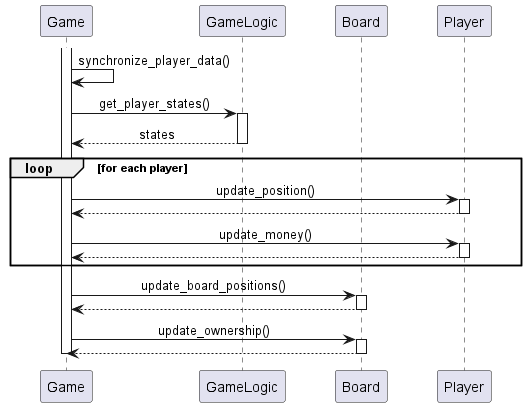 Game GameLogic Board Player
synchronize_player_data()
get_player_states()
states
loop [for each player]
update_position()
update_money()
update_board_positions()
update_ownership()
Game GameLogic Board Player